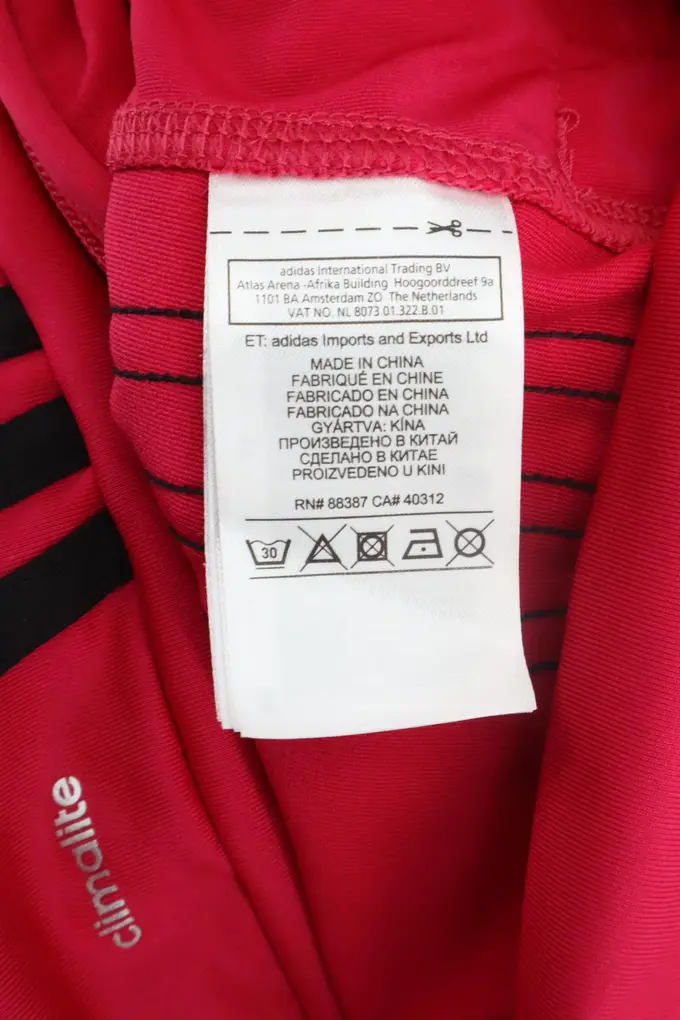 adidas International Trading BV
Atlas Arena -Afrika Building Hoogoorddreef 9a
1101 BA Amsterdam ZO The Netherlands
VAT NO. NL 8073.01.322.B.01
ET: adidas Imports and Exports Ltd
MADE IN CHINA
FABRIQUÉ EN CHINE
FABRICADO EN CHINA
FABRICADO NA CHINA
GYÁRTVA: KÍNA
ПРОИЗВЕДЕНО В КИТАЙ
СДЕЛАНО В КИТАЕ
PROIZVEDENO U KINI
RN# 88387 CA# 40312
30
climalite